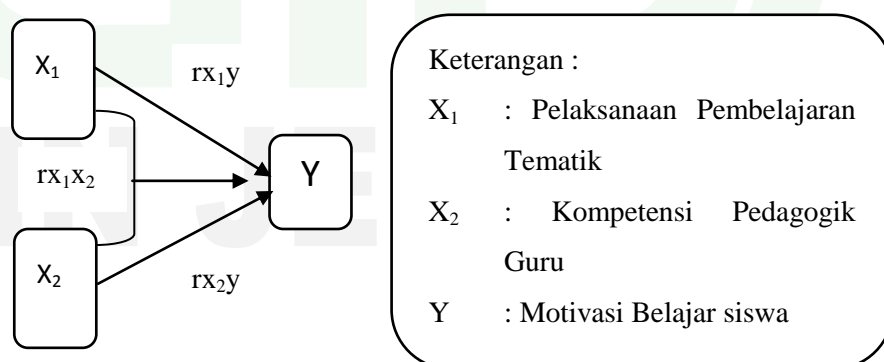 X₁
rx₁y
rx₁x₂
Y
X₂
rx₂y
Keterangan :
X₁ : Pelaksanaan Pembelajaran
Tematik
X₂ : Kompetensi Pedagogik
Guru
Y : Motivasi Belajar siswa